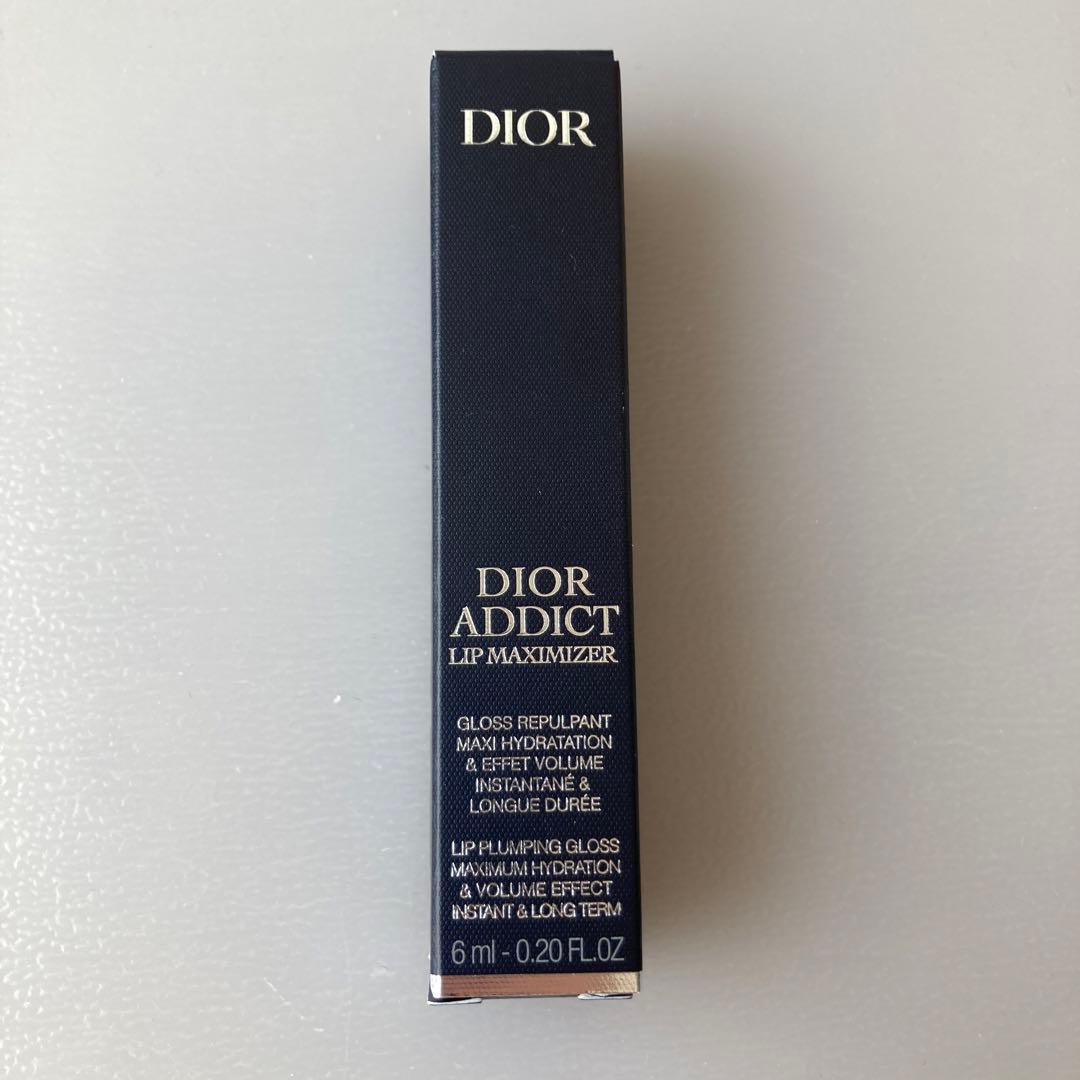 DIOR
DIOR
ADDICT
LIP MAXIMIZER
GLOSS REPULPANT
MAXI HYDRATATION
& EFFET VOLUME
INSTANTANÉ &
LONGUE DURÉE
LIP PLUMPING GLOSS
MAXIMUM HYDRATION
& VOLUME EFFECT
INSTANT & LONG TERM
6 ml - 0.20 FL.OZ